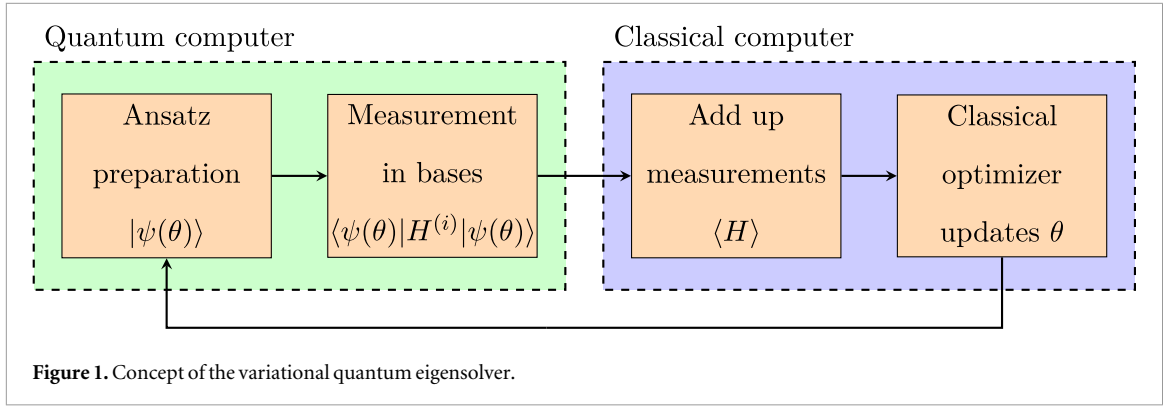 Quantum computer
Classical computer
Ansatz
preparation
|ψ(θ)⟩
Measurement
in bases
⟨ψ(θ)|H⁽ⁱ⁾|ψ(θ)⟩
Add up
measurements
⟨H⟩
Classical
optimizer
updates θ
Figure 1. Concept of the variational quantum eigensolver.